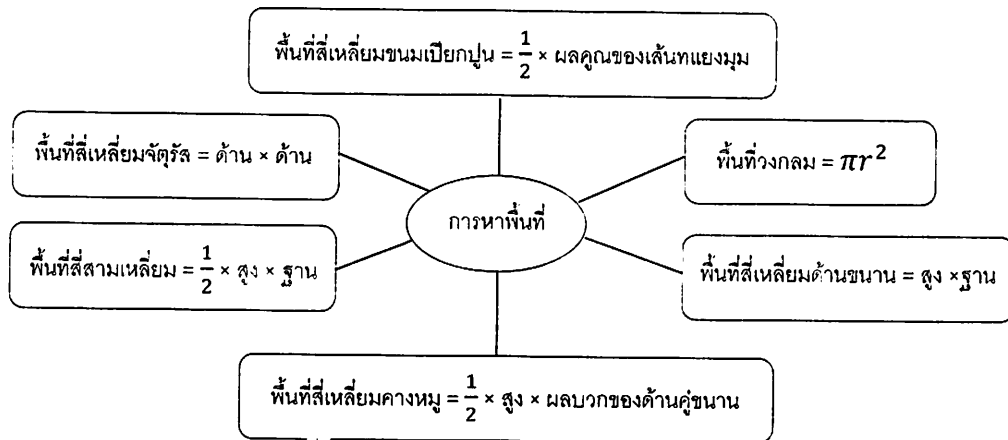 พื้นที่สี่เหลี่ยมขนมเปียกปูน = 1/2 × ผลคูณของเส้นทแยงมุม
พื้นที่สี่เหลี่ยมจัตุรัส = ด้าน × ด้าน
พื้นที่วงกลม = πr²
การหาพื้นที่
พื้นที่สี่สามเหลี่ยม = 1/2 × สูง × ฐาน
พื้นที่สี่เหลี่ยมด้านขนาน = สูง ×ฐาน
พื้นที่สี่เหลี่ยมคางหมู = 1/2 × สูง × ผลบวกของด้านคู่ขนาน